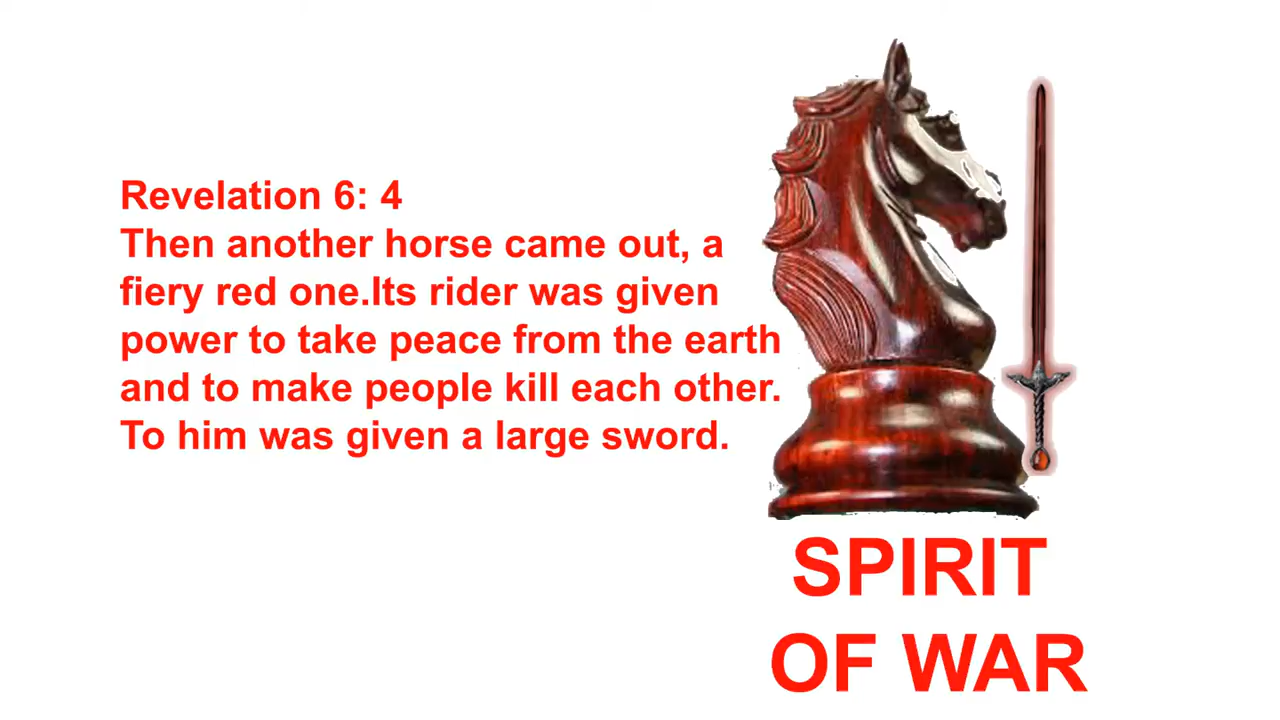 Revelation 6: 4
Then another horse came out, a
fiery red one.Its rider was given
power to take peace from the earth
and to make people kill each other.
To him was given a large sword.
SPIRIT
OF WAR